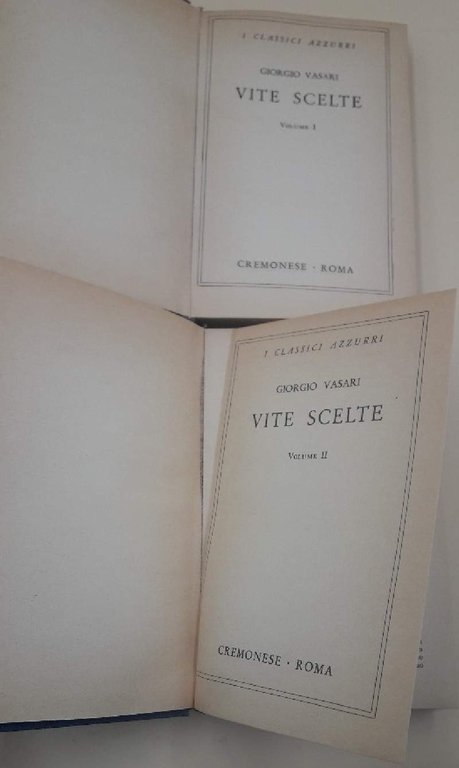 I CLASSICI AZZURRI
GIORGIO VASARI
VITE SCELTE
VOLUME I
CREMONESE · ROMA
I CLASSICI AZZURRI
GIORGIO VASARI
VITE SCELTE
VOLUME II
CREMONESE · ROMA